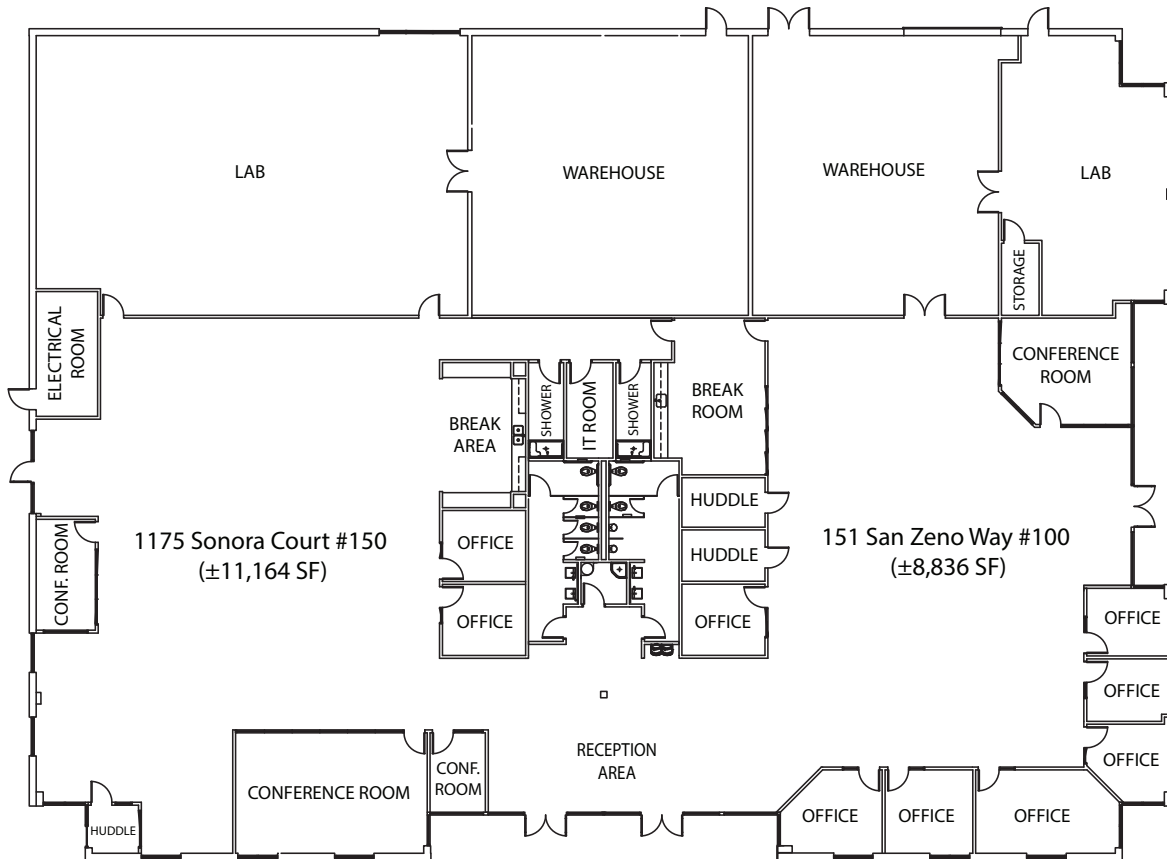 LAB
WAREHOUSE
WAREHOUSE
LAB
STORAGE
ELECTRICAL
ROOM
CONFERENCE
ROOM
BREAK
AREA
SHOWER
IT ROOM
SHOWER
BREAK
ROOM
HUDDLE
HUDDLE
CONF. ROOM
1175 Sonora Court #150
(±11,164 SF)
OFFICE
OFFICE
OFFICE
151 San Zeno Way #100
(±8,836 SF)
OFFICE
OFFICE
OFFICE
RECEPTION
AREA
CONF.
ROOM
CONFERENCE ROOM
HUDDLE
OFFICE
OFFICE
OFFICE